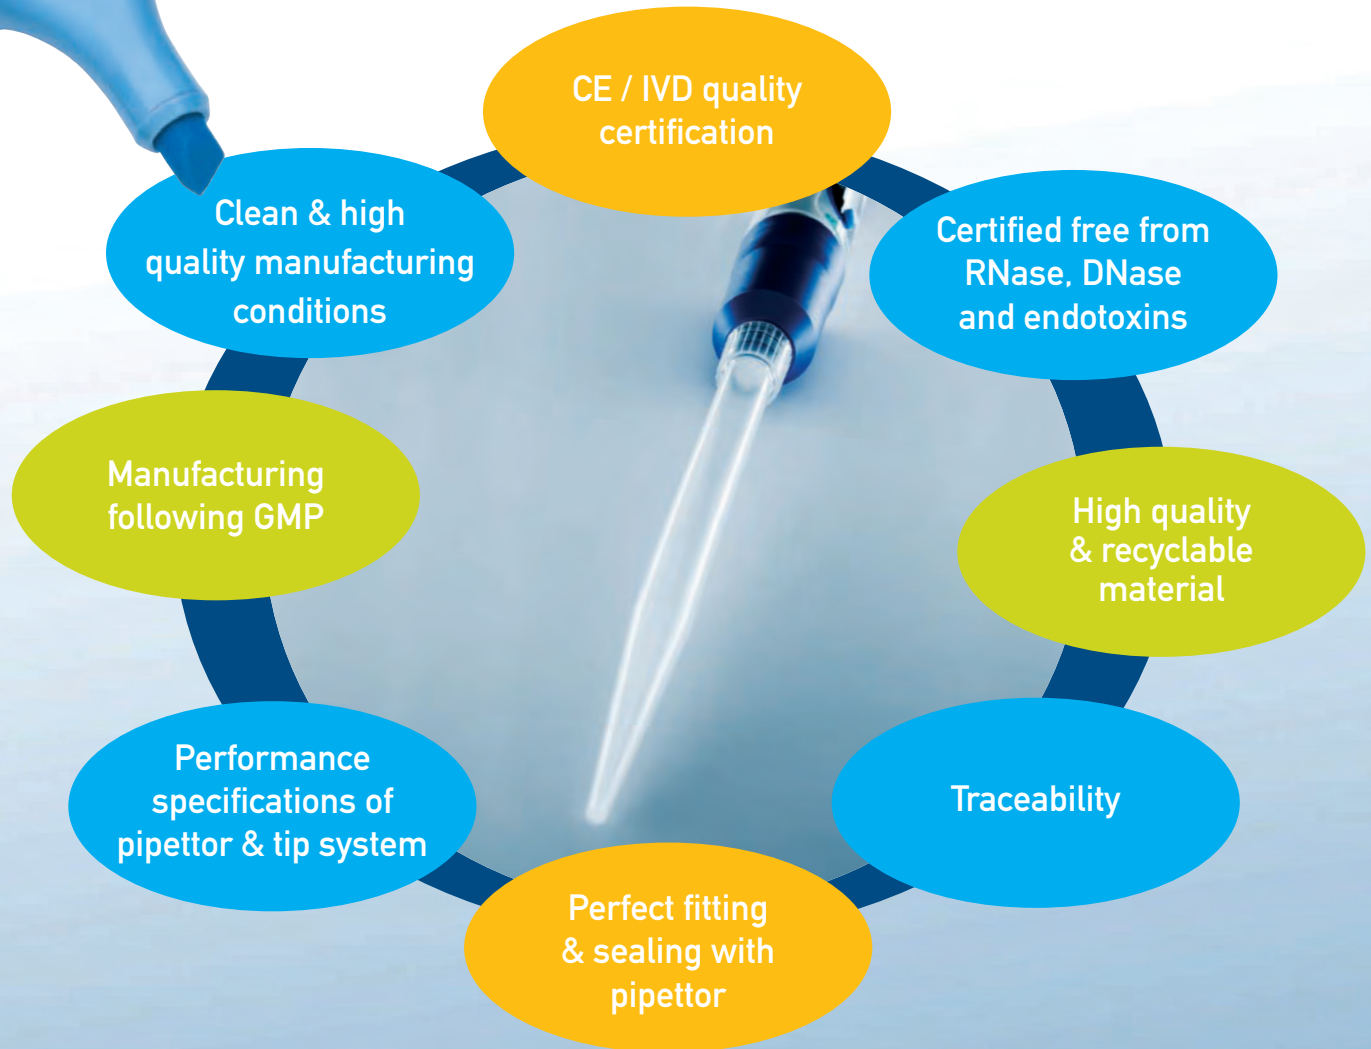 CE / IVD quality
certification
Certified free from
RNase, DNase
and endotoxins
High quality
& recyclable
material
Traceability
Perfect fitting
& sealing with
pipettor
Performance
specifications of
pipettor & tip system
Manufacturing
following GMP
Clean & high
quality manufacturing
conditions